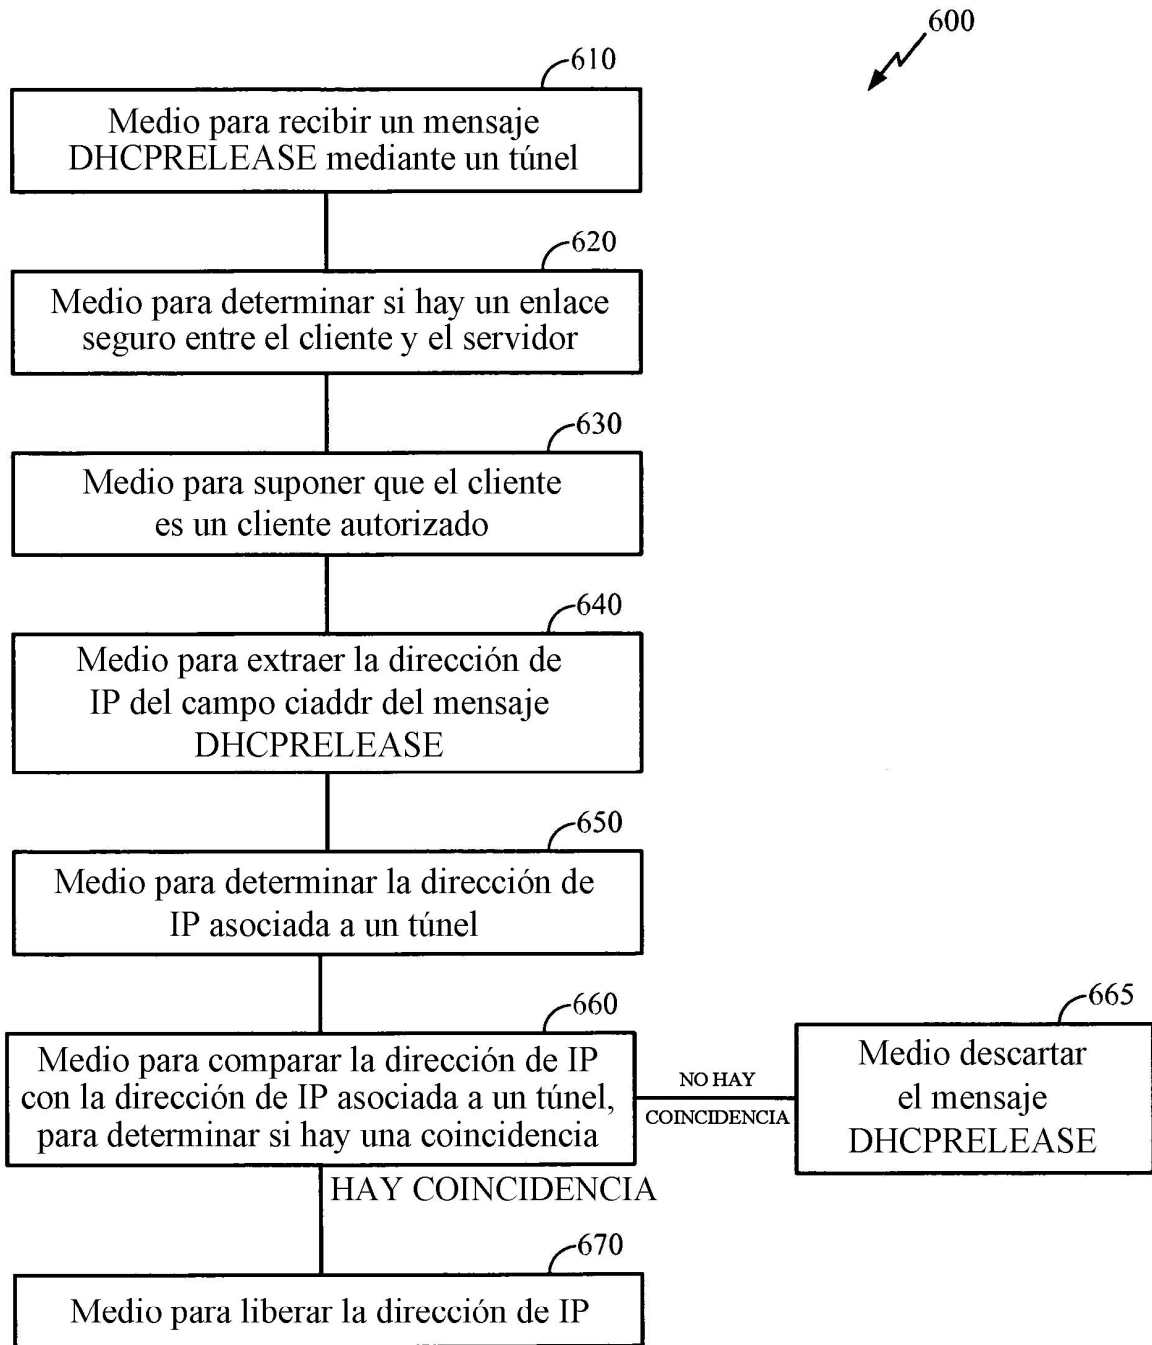 600
610
Medio para recibir un mensaje
DHCPRELEASE mediante un túnel
620
Medio para determinar si hay un enlace
seguro entre el cliente y el servidor
630
Medio para suponer que el cliente
es un cliente autorizado
640
Medio para extraer la dirección de
IP del campo ciaddr del mensaje
DHCPRELEASE
650
Medio para determinar la dirección de
IP asociada a un túnel
660
Medio para comparar la dirección de IP
con la dirección de IP asociada a un túnel,
para determinar si hay una coincidencia
NO HAY
COINCIDENCIA
665
Medio descartar
el mensaje
DHCPRELEASE
HAY COINCIDENCIA
670
Medio para liberar la dirección de IP